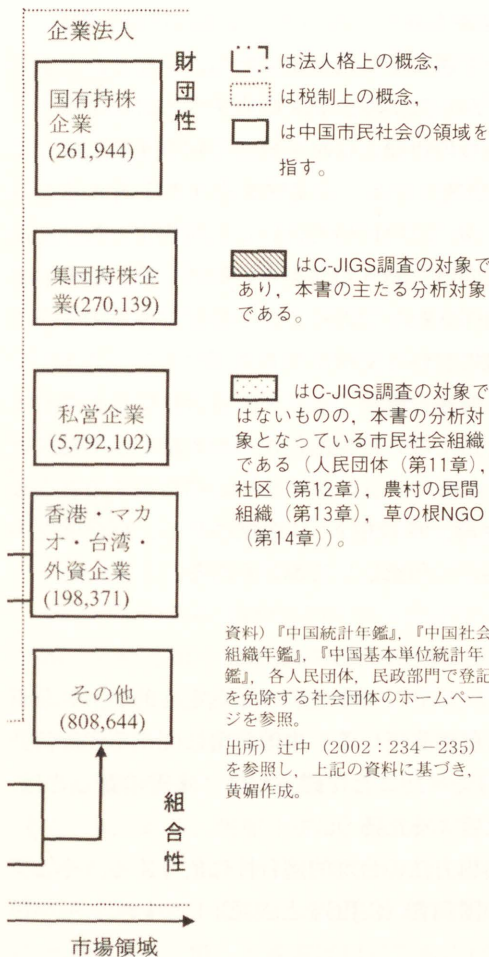 企業法人
財団性
国有持株
企業
(261,944)
集団持株企
業(270,139)
私営企業
(5,792,102)
香港・マカ
オ・台湾・
外資企業
(198,371)
その他
(808,644)
組合性
市場領域
は法人格上の概念，
は税制上の概念，
は中国市民社会の領域を
指す。
はC-JIGS調査の対象で
あり，本書の主たる分析対象
である。
はC-JIGS調査の対象で
はないものの，本書の分析対
象となっている市民社会組織
である（人民団体（第11章），
社区（第12章），農村の民間
組織（第13章），草の根NGO
（第14章））。
資料）『中国統計年鑑』，『中国社会
組織年鑑』，『中国基本単位統計年
鑑』，各人民団体，民政部門で登記
を免除する社会団体のホームペー
ジを参照。
出所）辻中（2002：234－235）
を参照し，上記の資料に基づき，
黄媚作成。